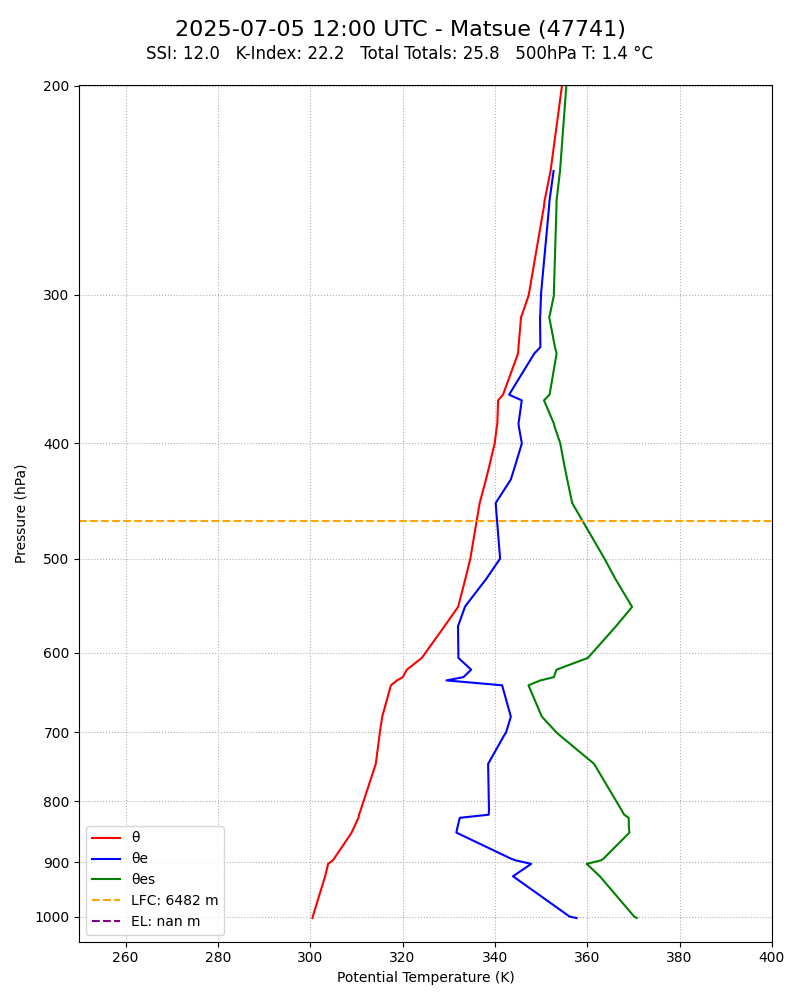 2025-07-05 12:00 UTC - Matsue (47741)
SSI: 12.0   K-Index: 22.2   Total Totals: 25.8   500hPa T: 1.4 °C
200
300
400
500
600
700
800
900
1000
Pressure (hPa)
θ
θe
θes
LFC: 6482 m
EL: nan m
260
280
300
320
340
360
380
400
Potential Temperature (K)